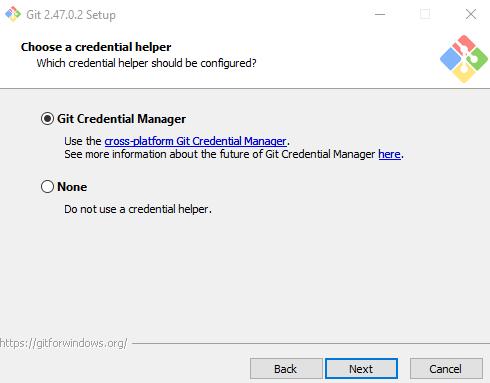 Git 2.47.0.2 Setup
Choose a credential helper
Which credential helper should be configured?
Git Credential Manager
Use the cross-platform Git Credential Manager.
See more information about the future of Git Credential Manager here.
None
Do not use a credential helper.
https://gitforwindows.org/
Back Next Cancel